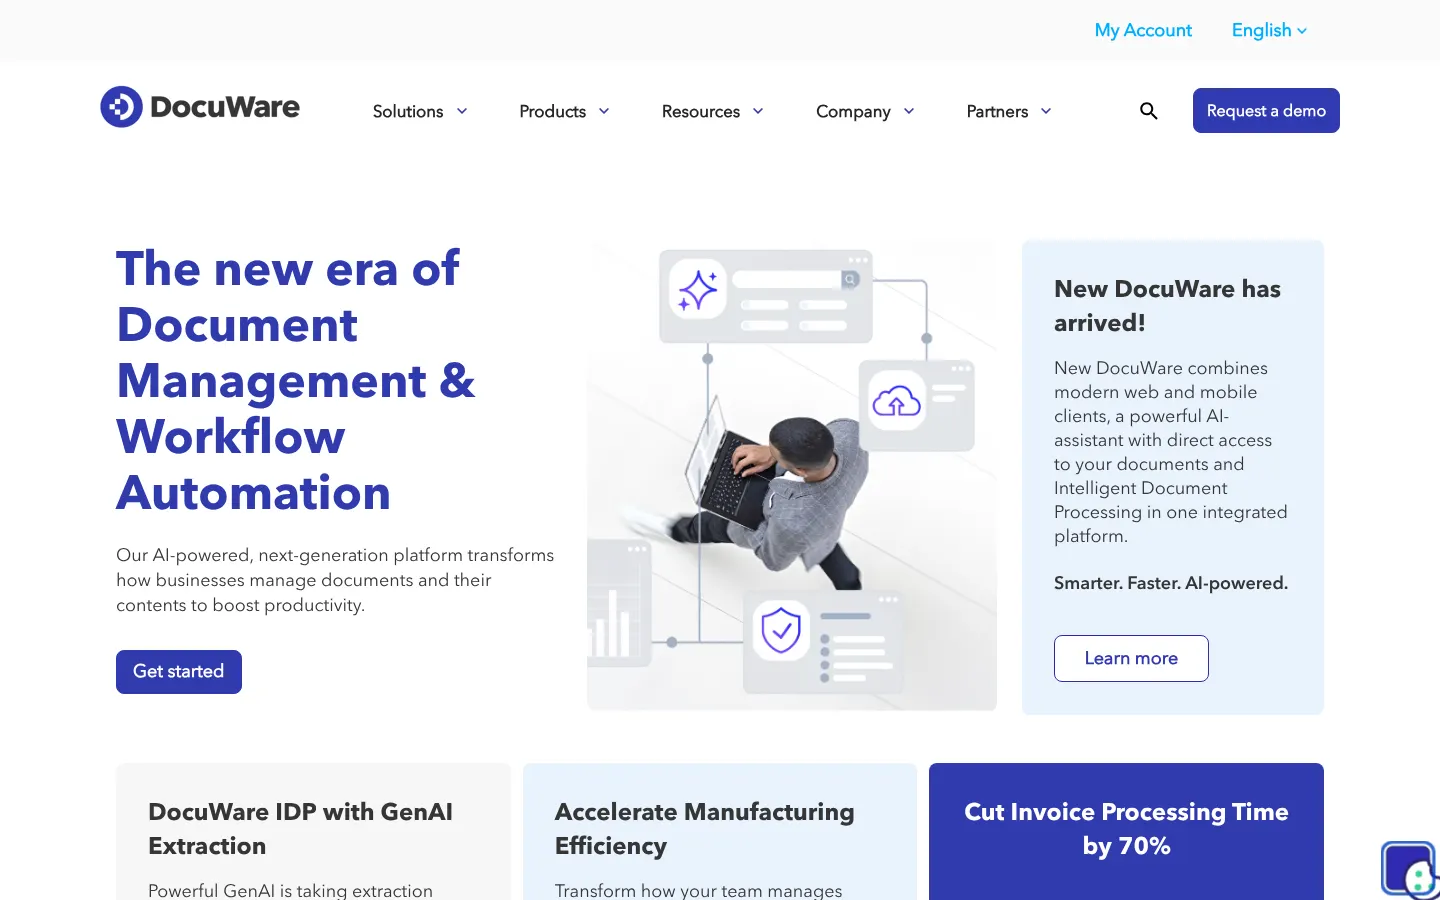 My Account English
DocuWare
Solutions Products Resources Company Partners Request a demo
The new era of
Document
Management &
Workflow
Automation
Our AI-powered, next-generation platform transforms
how businesses manage documents and their
contents to boost productivity.
Get started
New DocuWare has
arrived!
New DocuWare combines
modern web and mobile
clients, a powerful AI-
assistant with direct access
to your documents and
Intelligent Document
Processing in one integrated
platform.
Smarter. Faster. AI-powered.
Learn more
DocuWare IDP with GenAI
Extraction
Powerful GenAI is taking extraction
Accelerate Manufacturing
Efficiency
Transform how your team manages
Cut Invoice Processing Time
by 70%